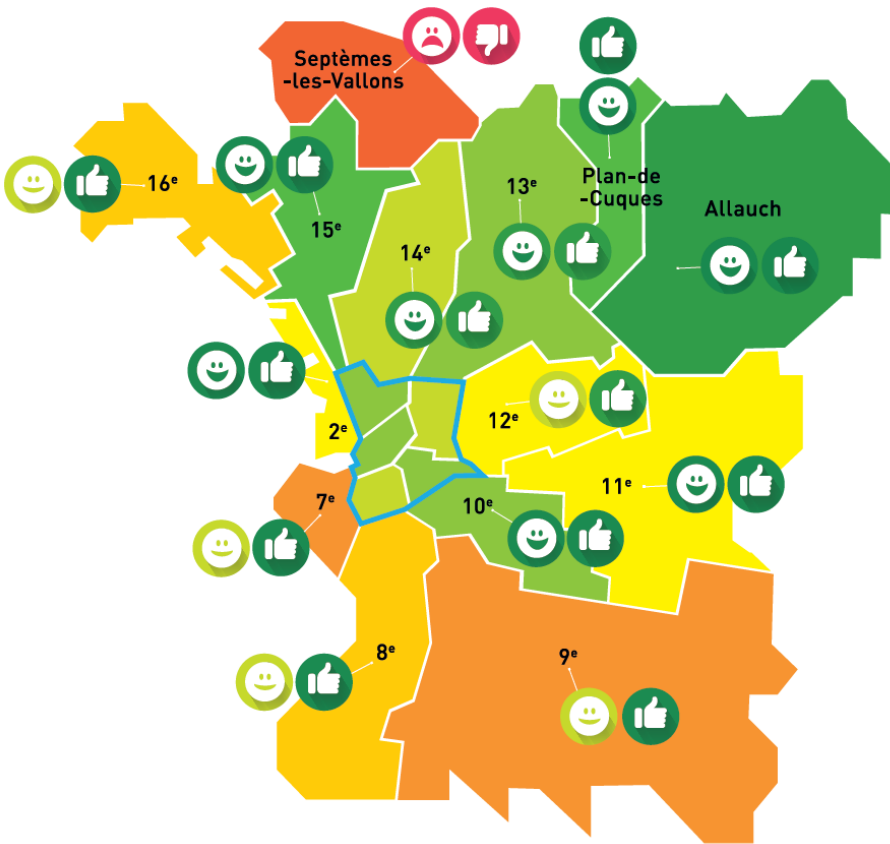 Septèmes
-les-Vallons
16ᵉ
15ᵉ
14ᵉ
13ᵉ
Plan-de
-Cuques
Allauch
2ᵉ
12ᵉ
7ᵉ
10ᵉ
11ᵉ
8ᵉ
9ᵉ